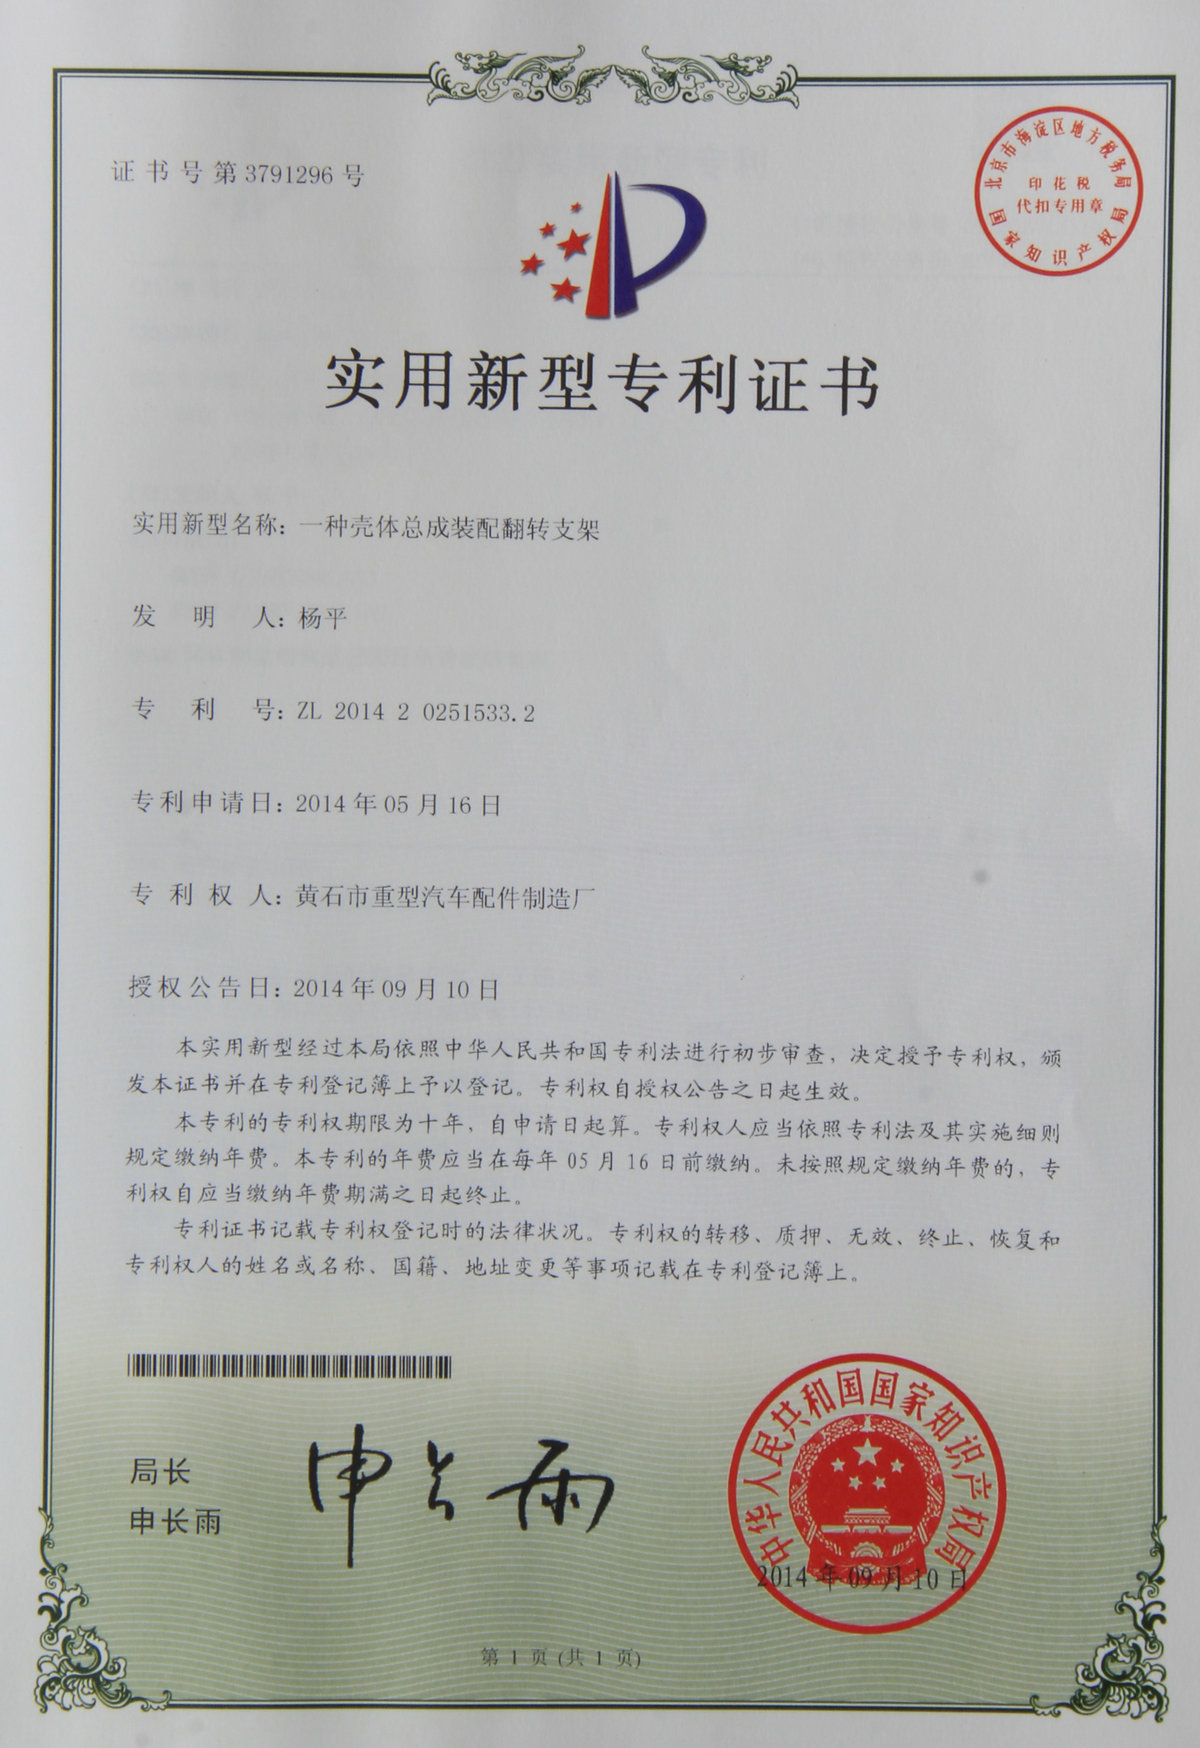 证书号第3791296号
北京市海淀区地方税务局
印花税
代扣专用章
国家知识产权局
实用新型专利证书
实用新型名称：一种壳体总成装配翻转支架
发明人：杨平
专利号：ZL 2014 2 0251533.2
专利申请日：2014年05月16日
专利权人：黄石市重型汽车配件制造厂
授权公告日：2014年09月10日
本实用新型经过本局依照中华人民共和国专利法进行初步审查，决定授予专利权，颁
发本证书并在专利登记簿上予以登记。专利权自授权公告之日起生效。
本专利的专利权期限为十年，自申请日起算。专利权人应当依照专利法及其实施细则
规定缴纳年费。本专利的年费应当在每年05月16日前缴纳。未按照规定缴纳年费的，专
利权自应当缴纳年费期满之日起终止。
专利证书记载专利权登记时的法律状况。专利权的转移、质押、无效、终止、恢复和
专利权人的姓名或名称、国籍、地址变更等事项记载在专利登记簿上。
局长
申长雨
申长雨
中华人民共和国国家知识产权局
2014年09月10日
第1页(共1页)